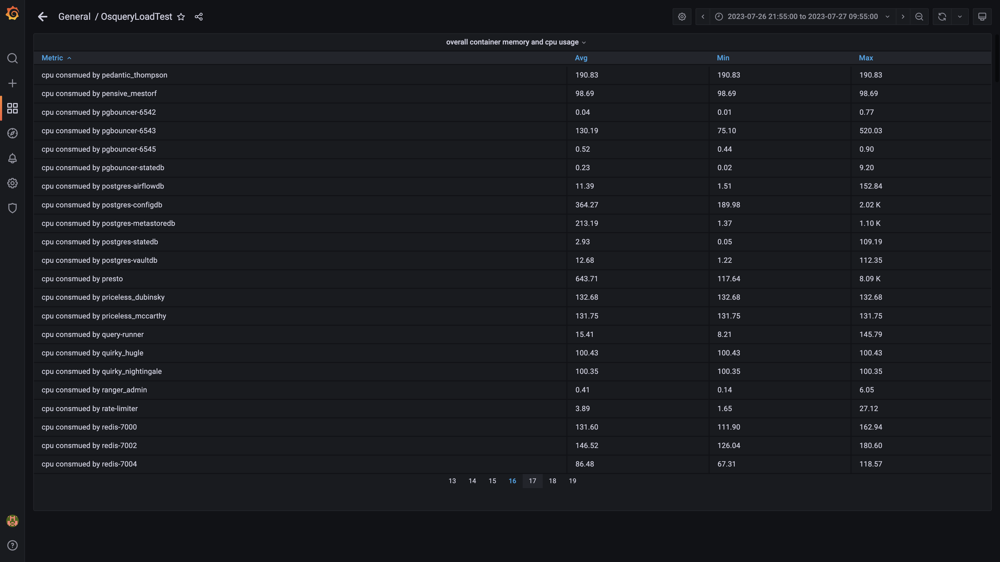 General / OsqueryLoadTest
2023-07-26 21:55:00 to 2023-07-27 09:55:00
overall container memory and cpu usage
Metric Avg Min Max
cpu consmued by pedantic_thompson 190.83 190.83 190.83
cpu consmued by pensive_mestorf 98.69 98.69 98.69
cpu consmued by pgbouncer-6542 0.04 0.01 0.77
cpu consmued by pgbouncer-6543 130.19 75.10 520.03
cpu consmued by pgbouncer-6545 0.52 0.44 0.90
cpu consmued by pgbouncer-statedb 0.23 0.02 9.20
cpu consmued by postgres-airflowdb 11.39 1.51 152.84
cpu consmued by postgres-configdb 364.27 189.98 2.02 K
cpu consmued by postgres-metastoredb 213.19 1.37 1.10 K
cpu consmued by postgres-statedb 2.93 0.05 109.19
cpu consmued by postgres-vaultdb 12.68 1.22 112.35
cpu consmued by presto 643.71 117.64 8.09 K
cpu consmued by priceless_dubinsky 132.68 132.68 132.68
cpu consmued by priceless_mccarthy 131.75 131.75 131.75
cpu consmued by query-runner 15.41 8.21 145.79
cpu consmued by quirky_hugle 100.43 100.43 100.43
cpu consmued by quirky_nightingale 100.35 100.35 100.35
cpu consmued by ranger_admin 0.41 0.14 6.05
cpu consmued by rate-limiter 3.89 1.65 27.12
cpu consmued by redis-7000 131.60 111.90 162.94
cpu consmued by redis-7002 146.52 126.04 180.60
cpu consmued by redis-7004 86.48 67.31 118.57
13 14 15 16 17 18 19